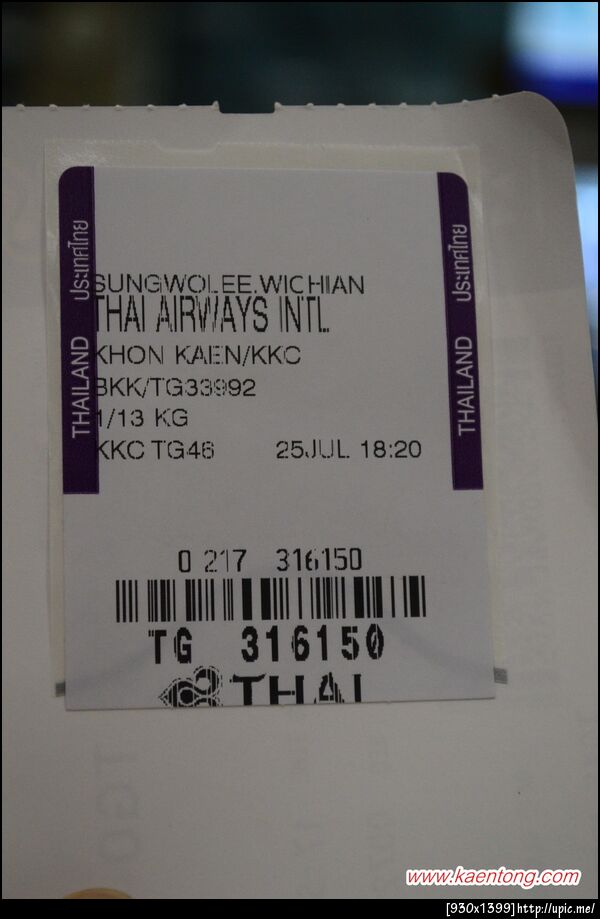 ประเทศไทย THAILAND
ประเทศไทย THAILAND
SUNGWOLEE.WICHIAN
THAI AIRWAYS INTL.
KHON KAEN/KKC
BKK/TG33992
1/13 KG
KKC TG46 25JUL 18:20
0 217 316150
TG 316150
THAI
www.kaentong.com
[930x1399]http://upic.me/